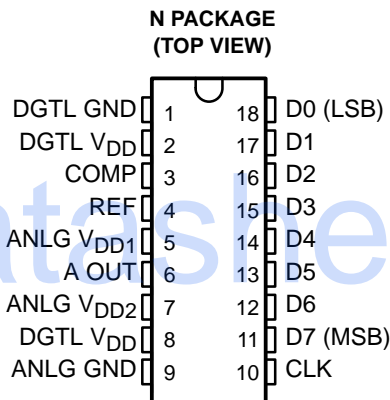 N PACKAGE
(TOP VIEW)
DGTL GND 1 18 D0 (LSB)
DGTL VDD 2 17 D1
COMP 3 16 D2
REF 4 15 D3
ANLG VDD1 5 14 D4
A OUT 6 13 D5
ANLG VDD2 7 12 D6
DGTL VDD 8 11 D7 (MSB)
ANLG GND 9 10 CLK
atashe